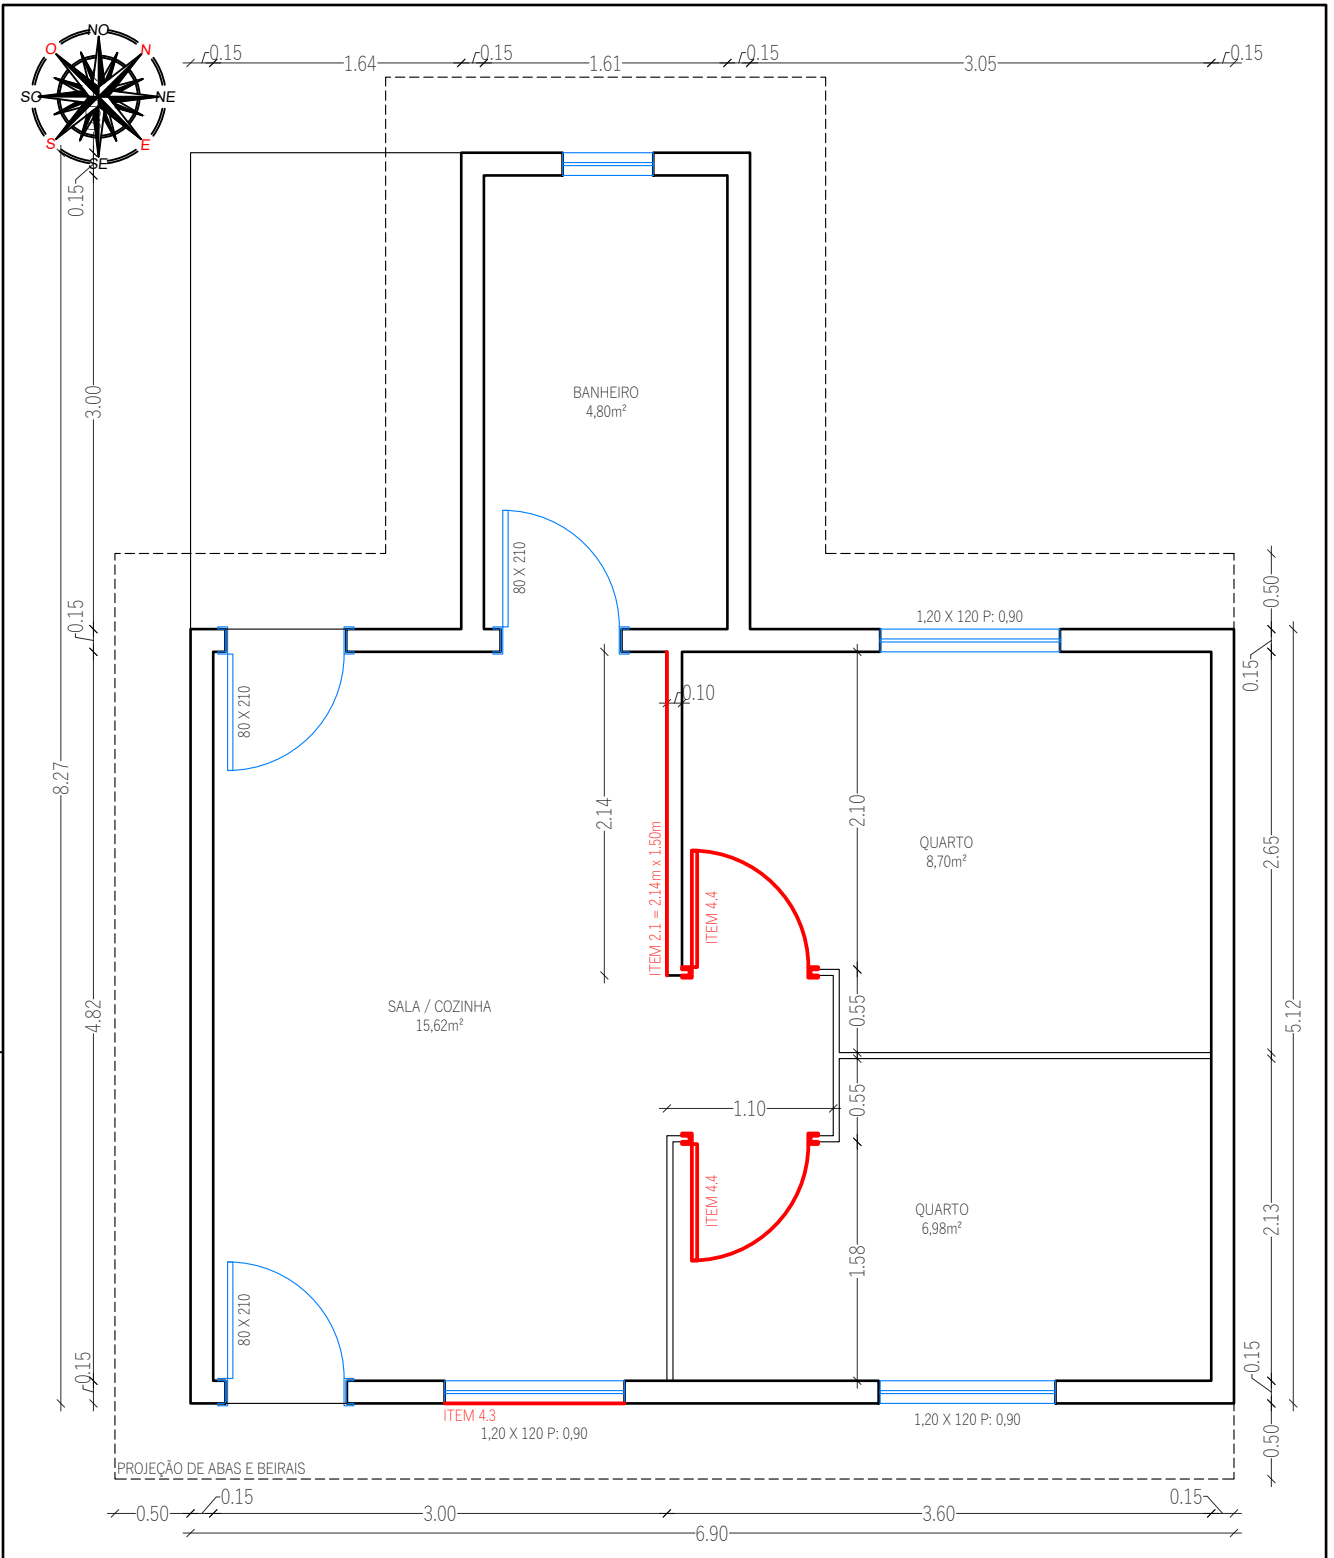 NO
O
N
SO
NE
S
E
SE
0.15
1.64
0.15
1.61
0.15
3.05
0.15
0.15
3.00
BANHEIRO
4,80m²
80 X 210
0.15
0.50
1,20 X 120 P: 0,90
0.15
80 X 210
0.10
8.27
2.14
2.10
2.65
QUARTO
8,70m²
ITEM 2.1 = 2.14m x 1.50m
ITEM 4.4
SALA / COZINHA
15,62m²
4.82
0.55
5.12
1.10
0.55
ITEM 4.4
QUARTO
6,98m²
2.13
1.58
80 X 210
0.15
0.15
ITEM 4.3
1,20 X 120 P: 0,90
1,20 X 120 P: 0,90
0.50
PROJEÇÃO DE ABAS E BEIRAIS
0.50
0.15
3.00
3.60
0.15
6.90